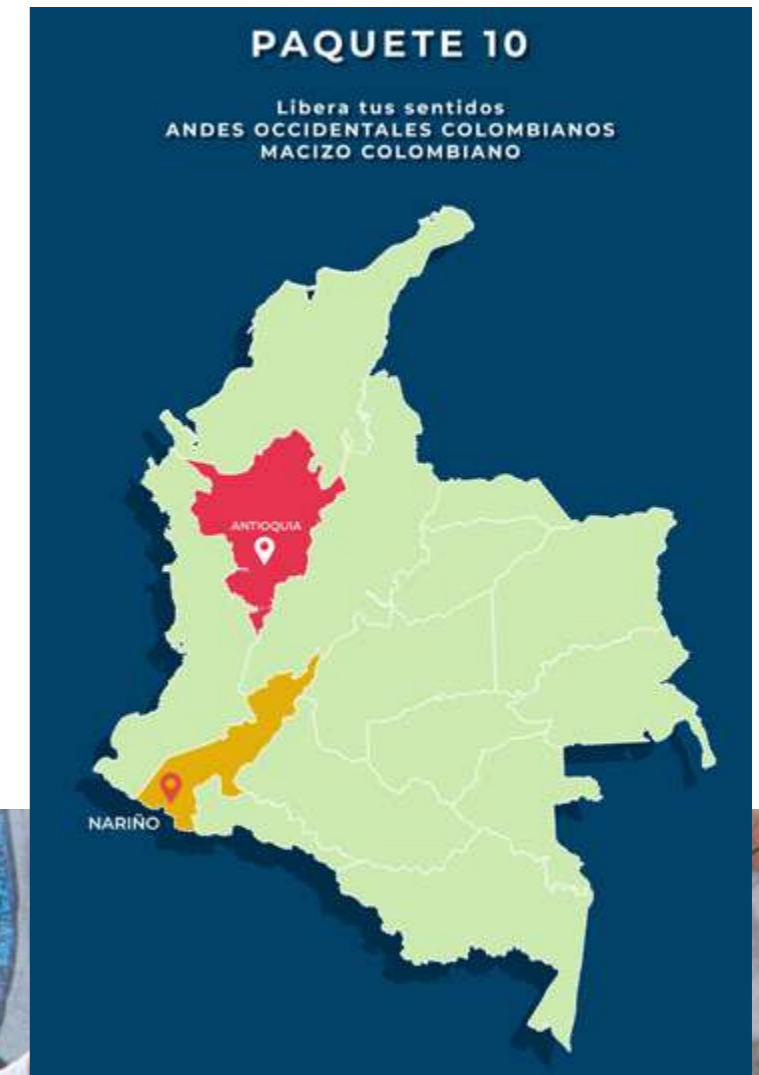 PAQUETE 10
Libera tus sentidos
ANDES OCCIDENTALES COLOMBIANOS
MACIZO COLOMBIANO
ANTIOQUIA
NARIÑO